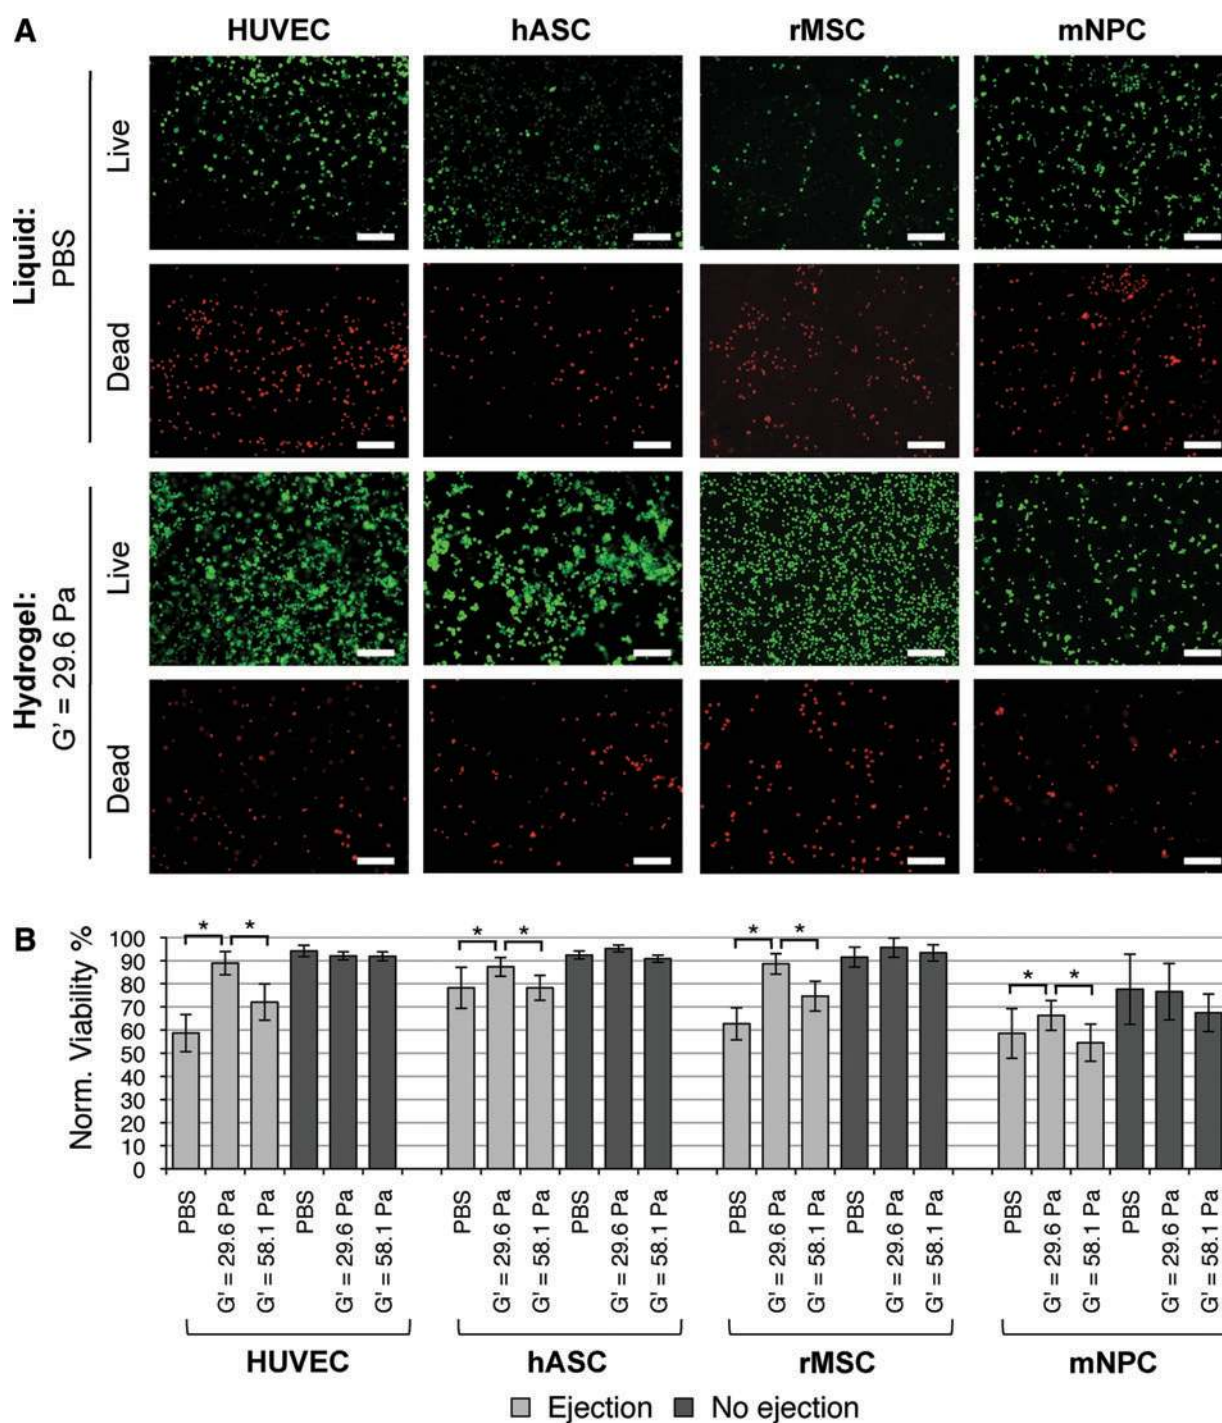 A
HUVEC
hASC
rMSC
mNPC
Liquid:
PBS
Live
Dead
Hydrogel:
G' = 29.6 Pa
Live
Dead
B
Norm. Viability %
100
90
80
70
60
50
40
30
20
10
0
* * * * * * * *
PBS
G' = 29.6 Pa
G' = 58.1 Pa
PBS
G' = 29.6 Pa
G' = 58.1 Pa
PBS
G' = 29.6 Pa
G' = 58.1 Pa
PBS
G' = 29.6 Pa
G' = 58.1 Pa
PBS
G' = 29.6 Pa
G' = 58.1 Pa
PBS
G' = 29.6 Pa
G' = 58.1 Pa
PBS
G' = 29.6 Pa
G' = 58.1 Pa
PBS
G' = 29.6 Pa
G' = 58.1 Pa
HUVEC
hASC
rMSC
mNPC
Ejection
No ejection